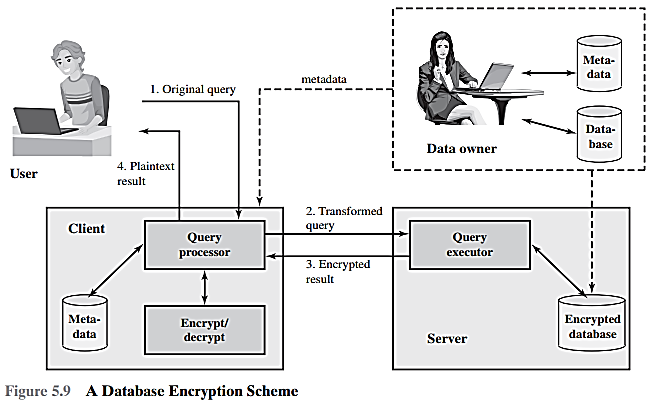 1. Original query
metadata
Meta-
data
Data-
base
Data owner
User
4. Plaintext
result
Client
Query
processor
2. Transformed
query
3. Encrypted
result
Query
executor
Meta-
data
Encrypt/
decrypt
Server
Encrypted
database
Figure 5.9 A Database Encryption Scheme